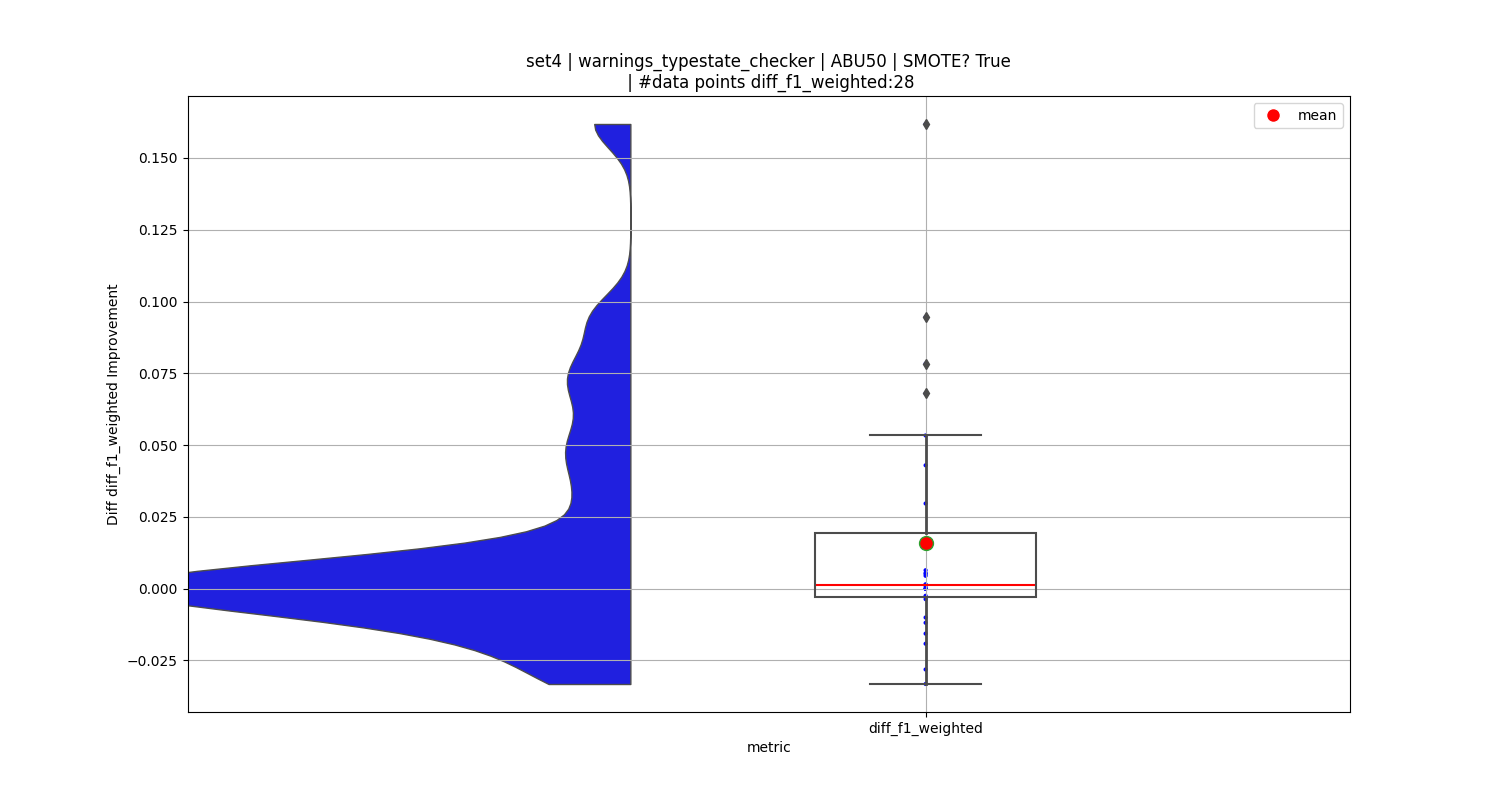 set4 | warnings_typestate_checker | ABU50 | SMOTE? True
| #data points diff_f1_weighted:28
mean
0.150
0.125
0.100
0.075
0.050
0.025
0.000
−0.025
Diff diff_f1_weighted Improvement
diff_f1_weighted
metric